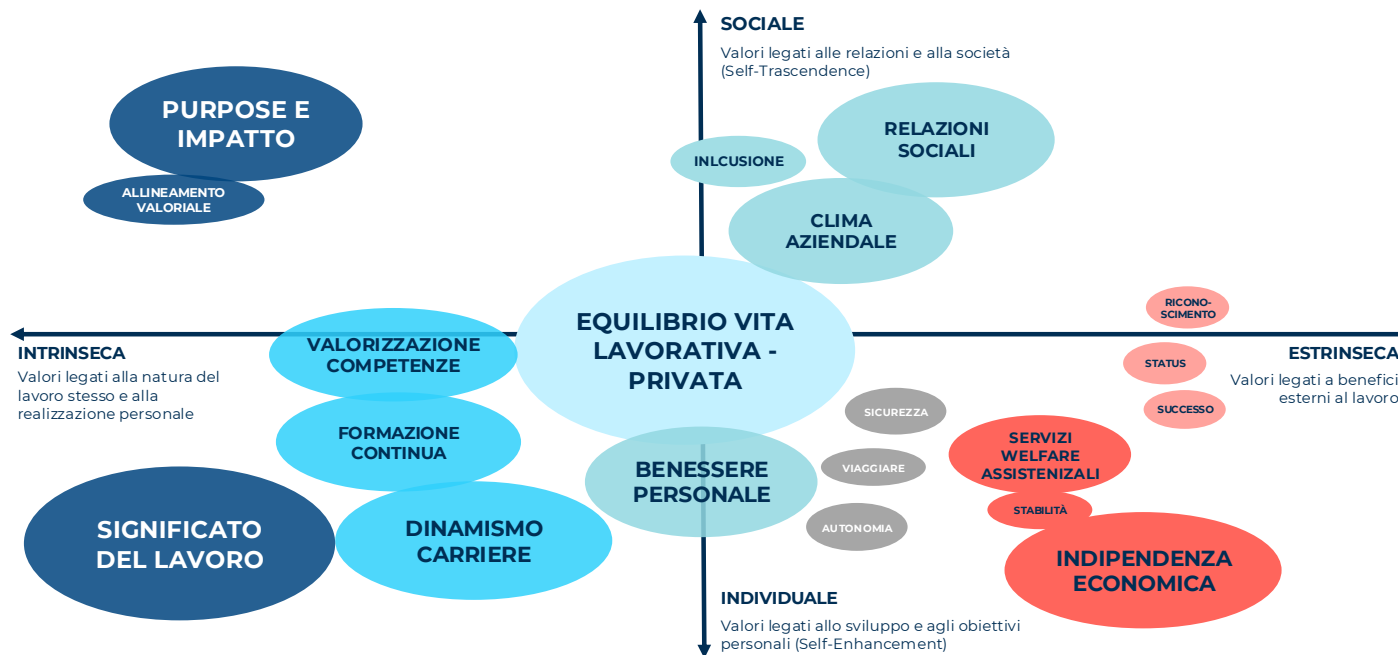 SOCIALE
Valori legati alle relazioni e alla società
(Self-Trascendence)
PURPOSE E
IMPATTO
ALLINEAMENTO
VALORIALE
RELAZIONI
SOCIALI
INLCUSIONE
CLIMA
AZIENDALE
EQUILIBRIO VITA
LAVORATIVA -
PRIVATA
RICONO-
SCIMENTO
INTRINSECA
Valori legati alla natura del
lavoro stesso e alla
realizzazione personale
VALORIZZAZIONE
COMPETENZE
STATUS
ESTRINSECA
Valori legati a benefici
esterni al lavoro
SUCCESSO
SICUREZZA
FORMAZIONE
CONTINUA
SERVIZI
WELFARE
ASSISTENIZALI
BENESSERE
PERSONALE
VIAGGIARE
STABILITÀ
AUTONOMIA
SIGNIFICATO
DEL LAVORO
DINAMISMO
CARRIERE
INDIPENDENZA
ECONOMICA
INDIVIDUALE
Valori legati allo sviluppo e agli obiettivi
personali (Self-Enhancement)